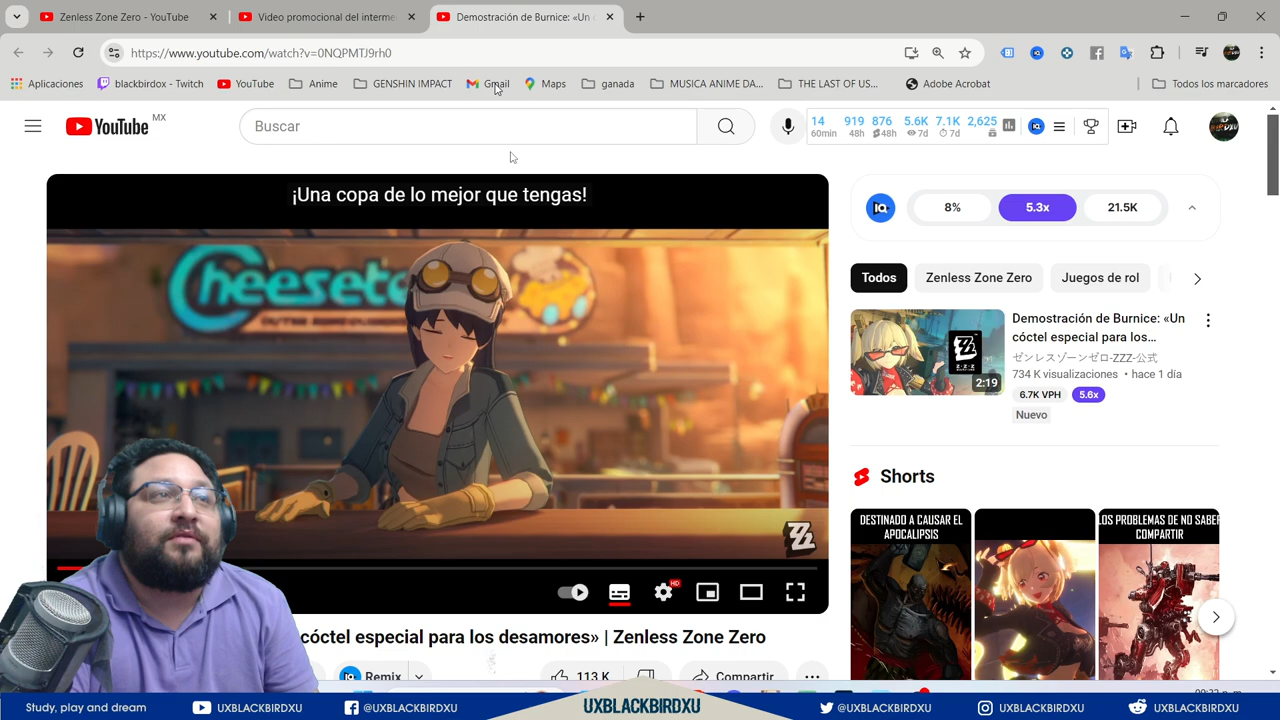 Zenless Zone Zero - YouTube
Video promocional del interme
Demostración de Burnice: «Un
https://www.youtube.com/watch?v=0NQPMTJ9rh0
Aplicaciones
blackbirdox - Twitch
YouTube
Anime
GENSHIN IMPACT
Gmail
Maps
ganada
MUSICA ANIME DA...
THE LAST OF US...
Adobe Acrobat
Todos los marcadores
YouTube MX
Buscar
14 919 876 5.6K 7.1K 2,625
60min 48h 48h 7d 7d
¡Una copa de lo mejor que tengas!
Cheeset
8% 5.3x 21.5K
Todos
Zenless Zone Zero
Juegos de rol
Demostración de Burnice: «Un
cóctel especial para los...
ゼンレスゾーンゼロ-ZZZ-公式
734 K visualizaciones • hace 1 día
6.7K VPH 5.6x
Nuevo
2:19
Shorts
DESTINADO A CAUSAR EL
APOCALIPSIS
LOS PROBLEMAS DE NO SABER
COMPARTIR
HD
cóctel especial para los desamores» | Zenless Zone Zero
Remix
113 K
Compartir
Study, play and dream
UXBLACKBIRDXU
@UXBLACKBIRDXU
UXBLACKBIRDXU
@UXBLACKBIRDXU
UXBLACKBIRDXU
UXBLACKBIRDXU